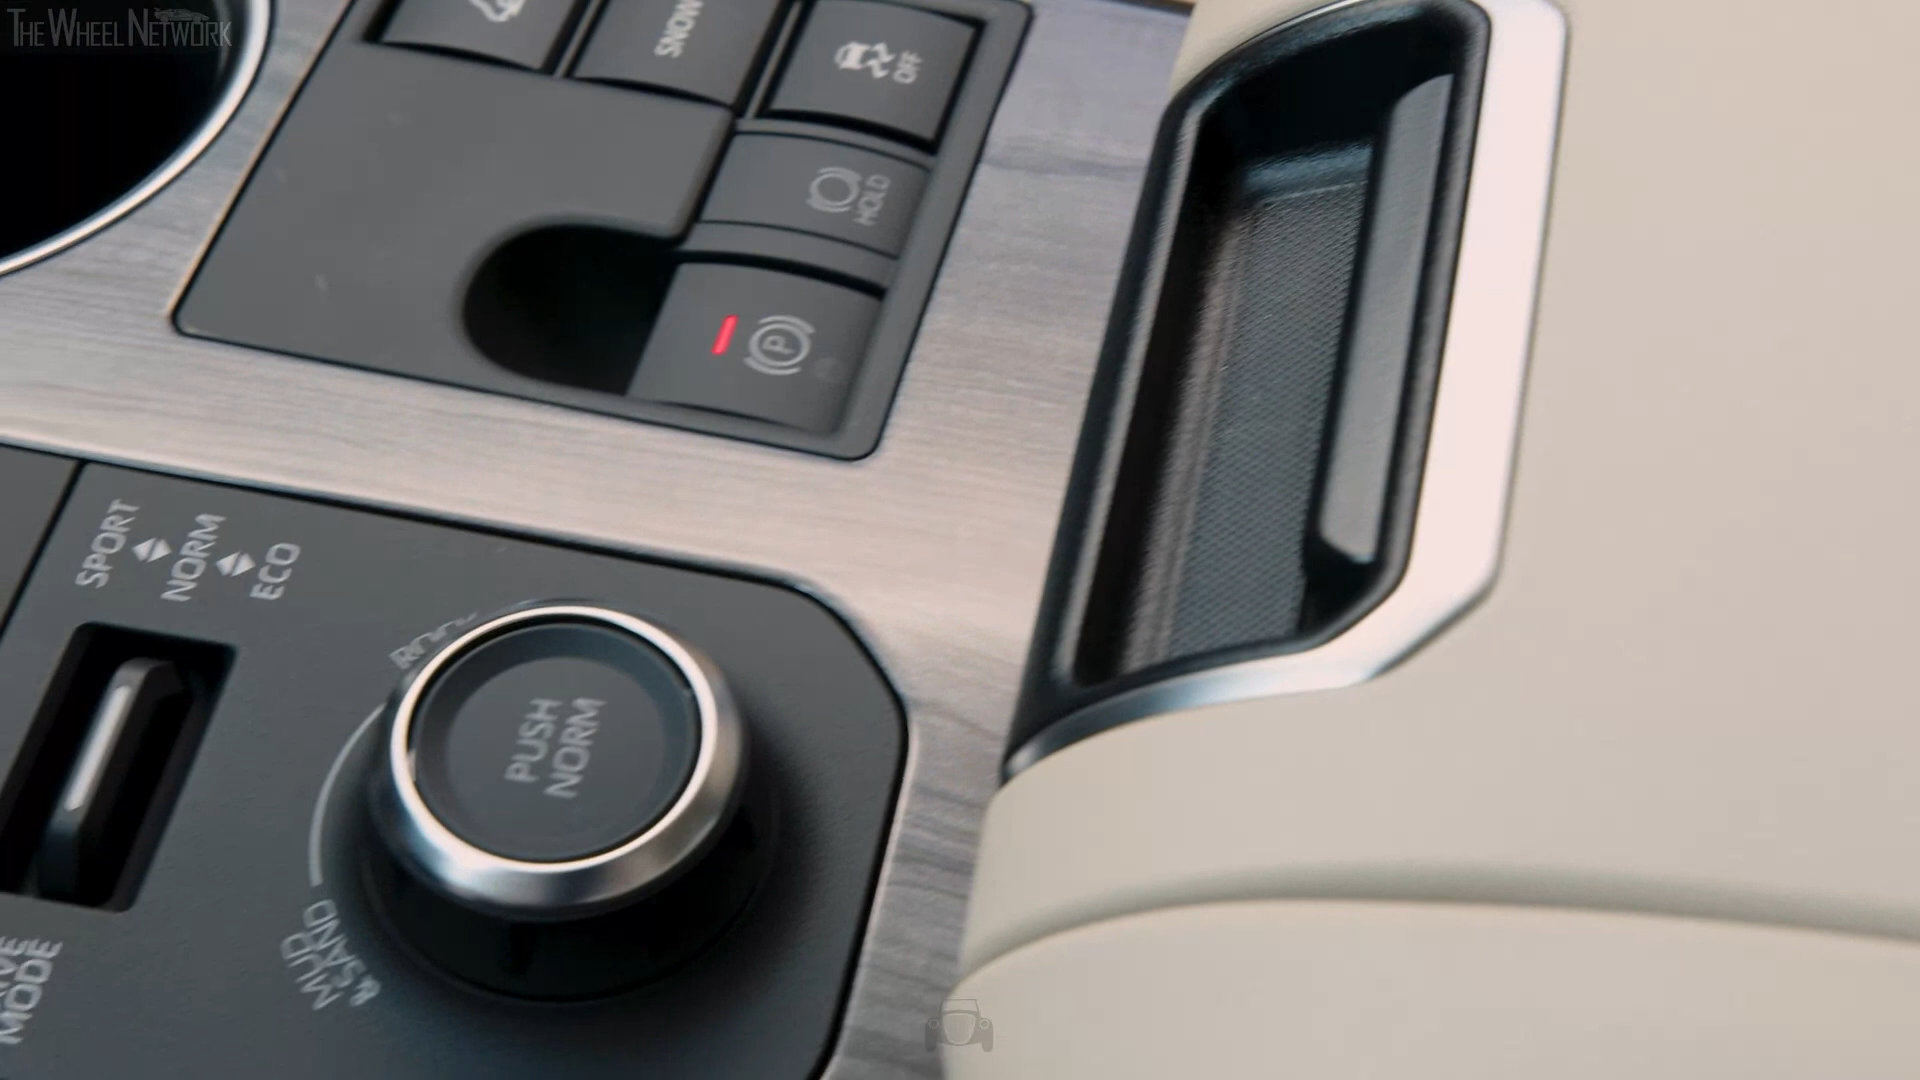 THE WHEEL NETWORK
SNOW
OFF
HOLD
P
SPORT
NORM
ECO
PUSH
NORM
MUD
&SAND
MODE